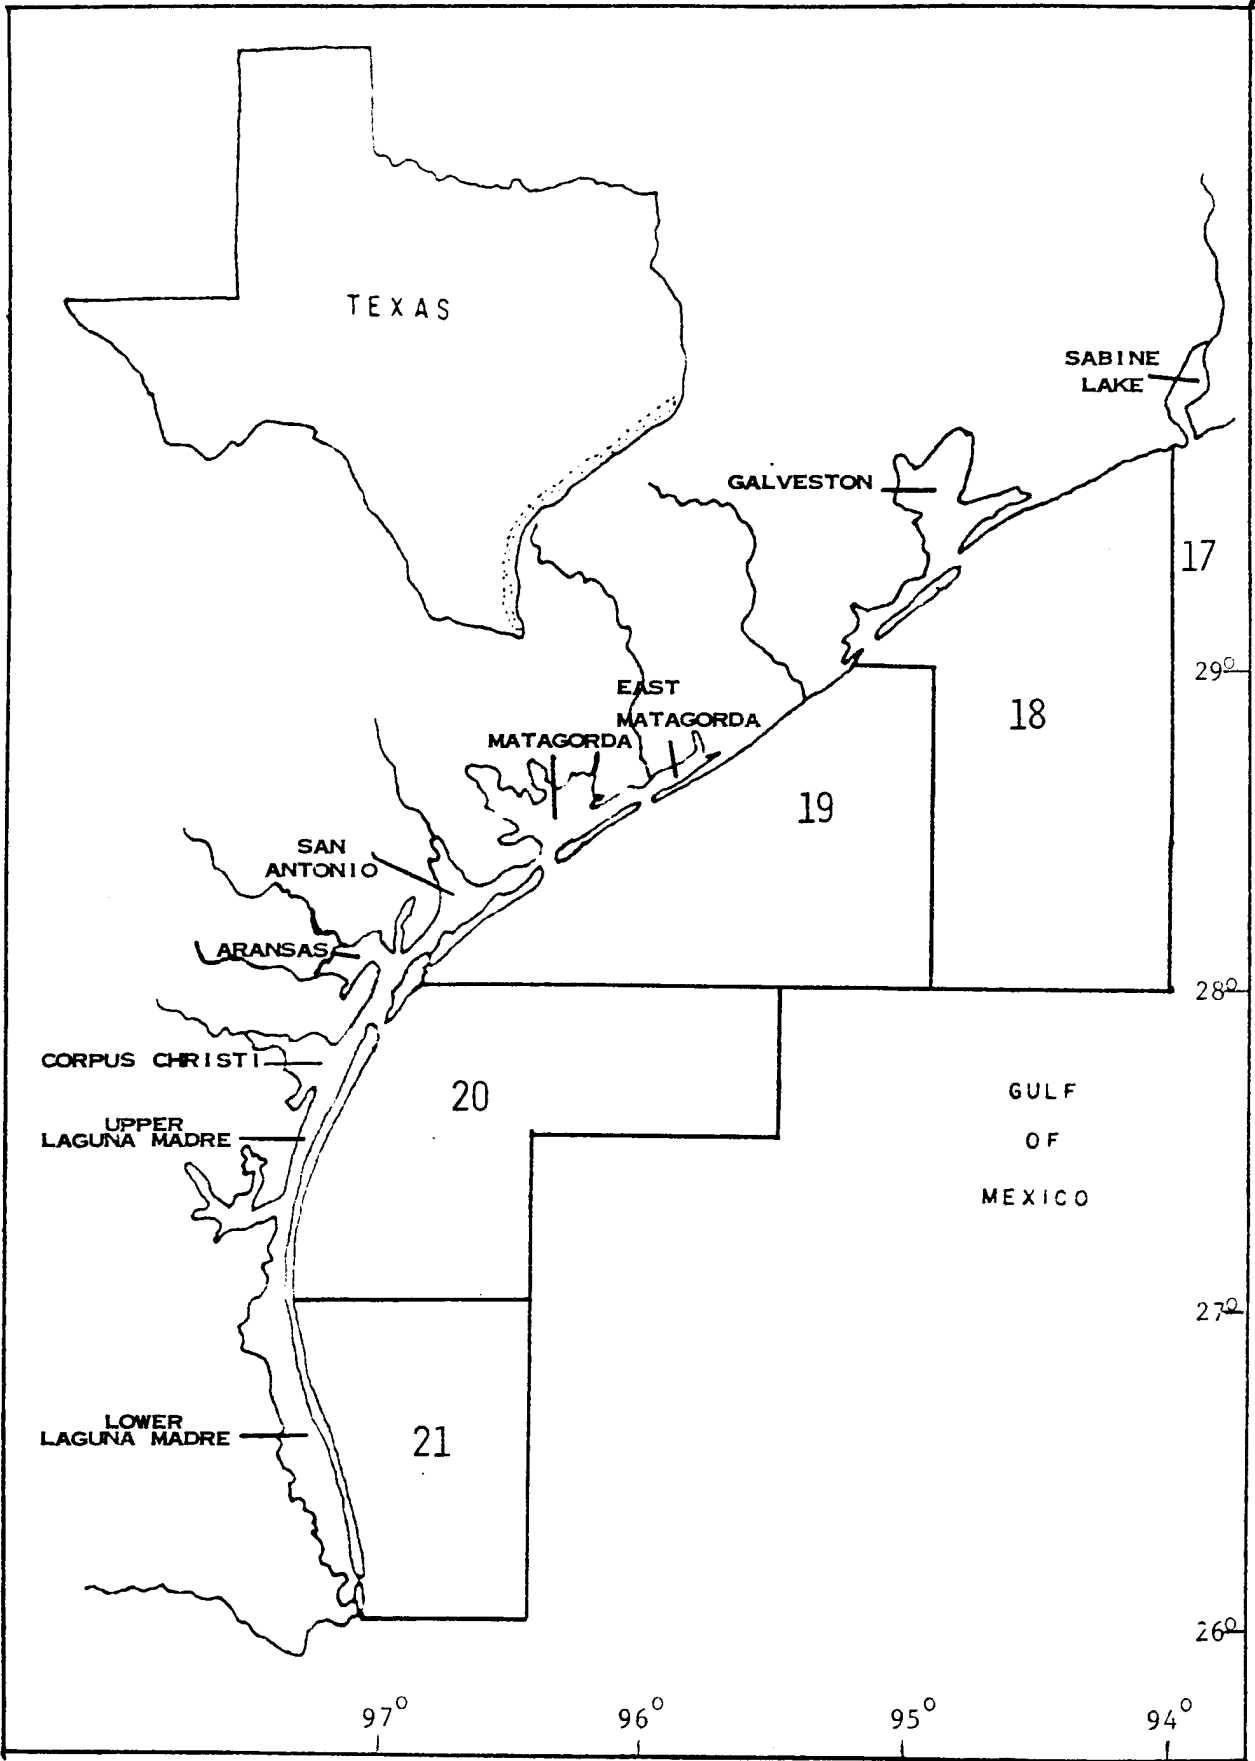 TEXAS
SABINE
LAKE
GALVESTON
17
29°
EAST
MATAGORDA
18
MATAGORDA
19
SAN
ANTONIO
ARANSAS
28°
CORPUS CHRISTI
20
GULF
OF
MEXICO
UPPER
LAGUNA MADRE
27°
LOWER
LAGUNA MADRE
21
26°
97° 96° 95° 94°